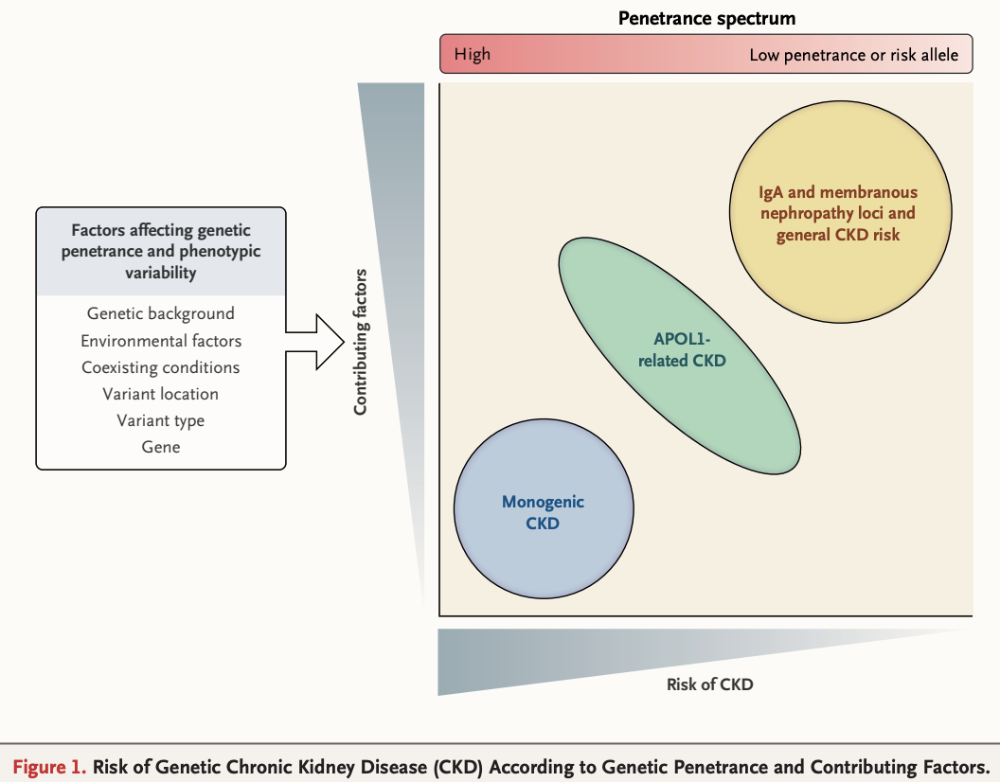 Penetrance spectrum
High
Low penetrance or risk allele
Factors affecting genetic
penetrance and phenotypic
variability
Genetic background
Environmental factors
Coexisting conditions
Variant location
Variant type
Gene
Contributing factors
IgA and membranous
nephropathy loci and
general CKD risk
APOL1-
related CKD
Monogenic
CKD
Risk of CKD
Figure 1. Risk of Genetic Chronic Kidney Disease (CKD) According to Genetic Penetrance and Contributing Factors.